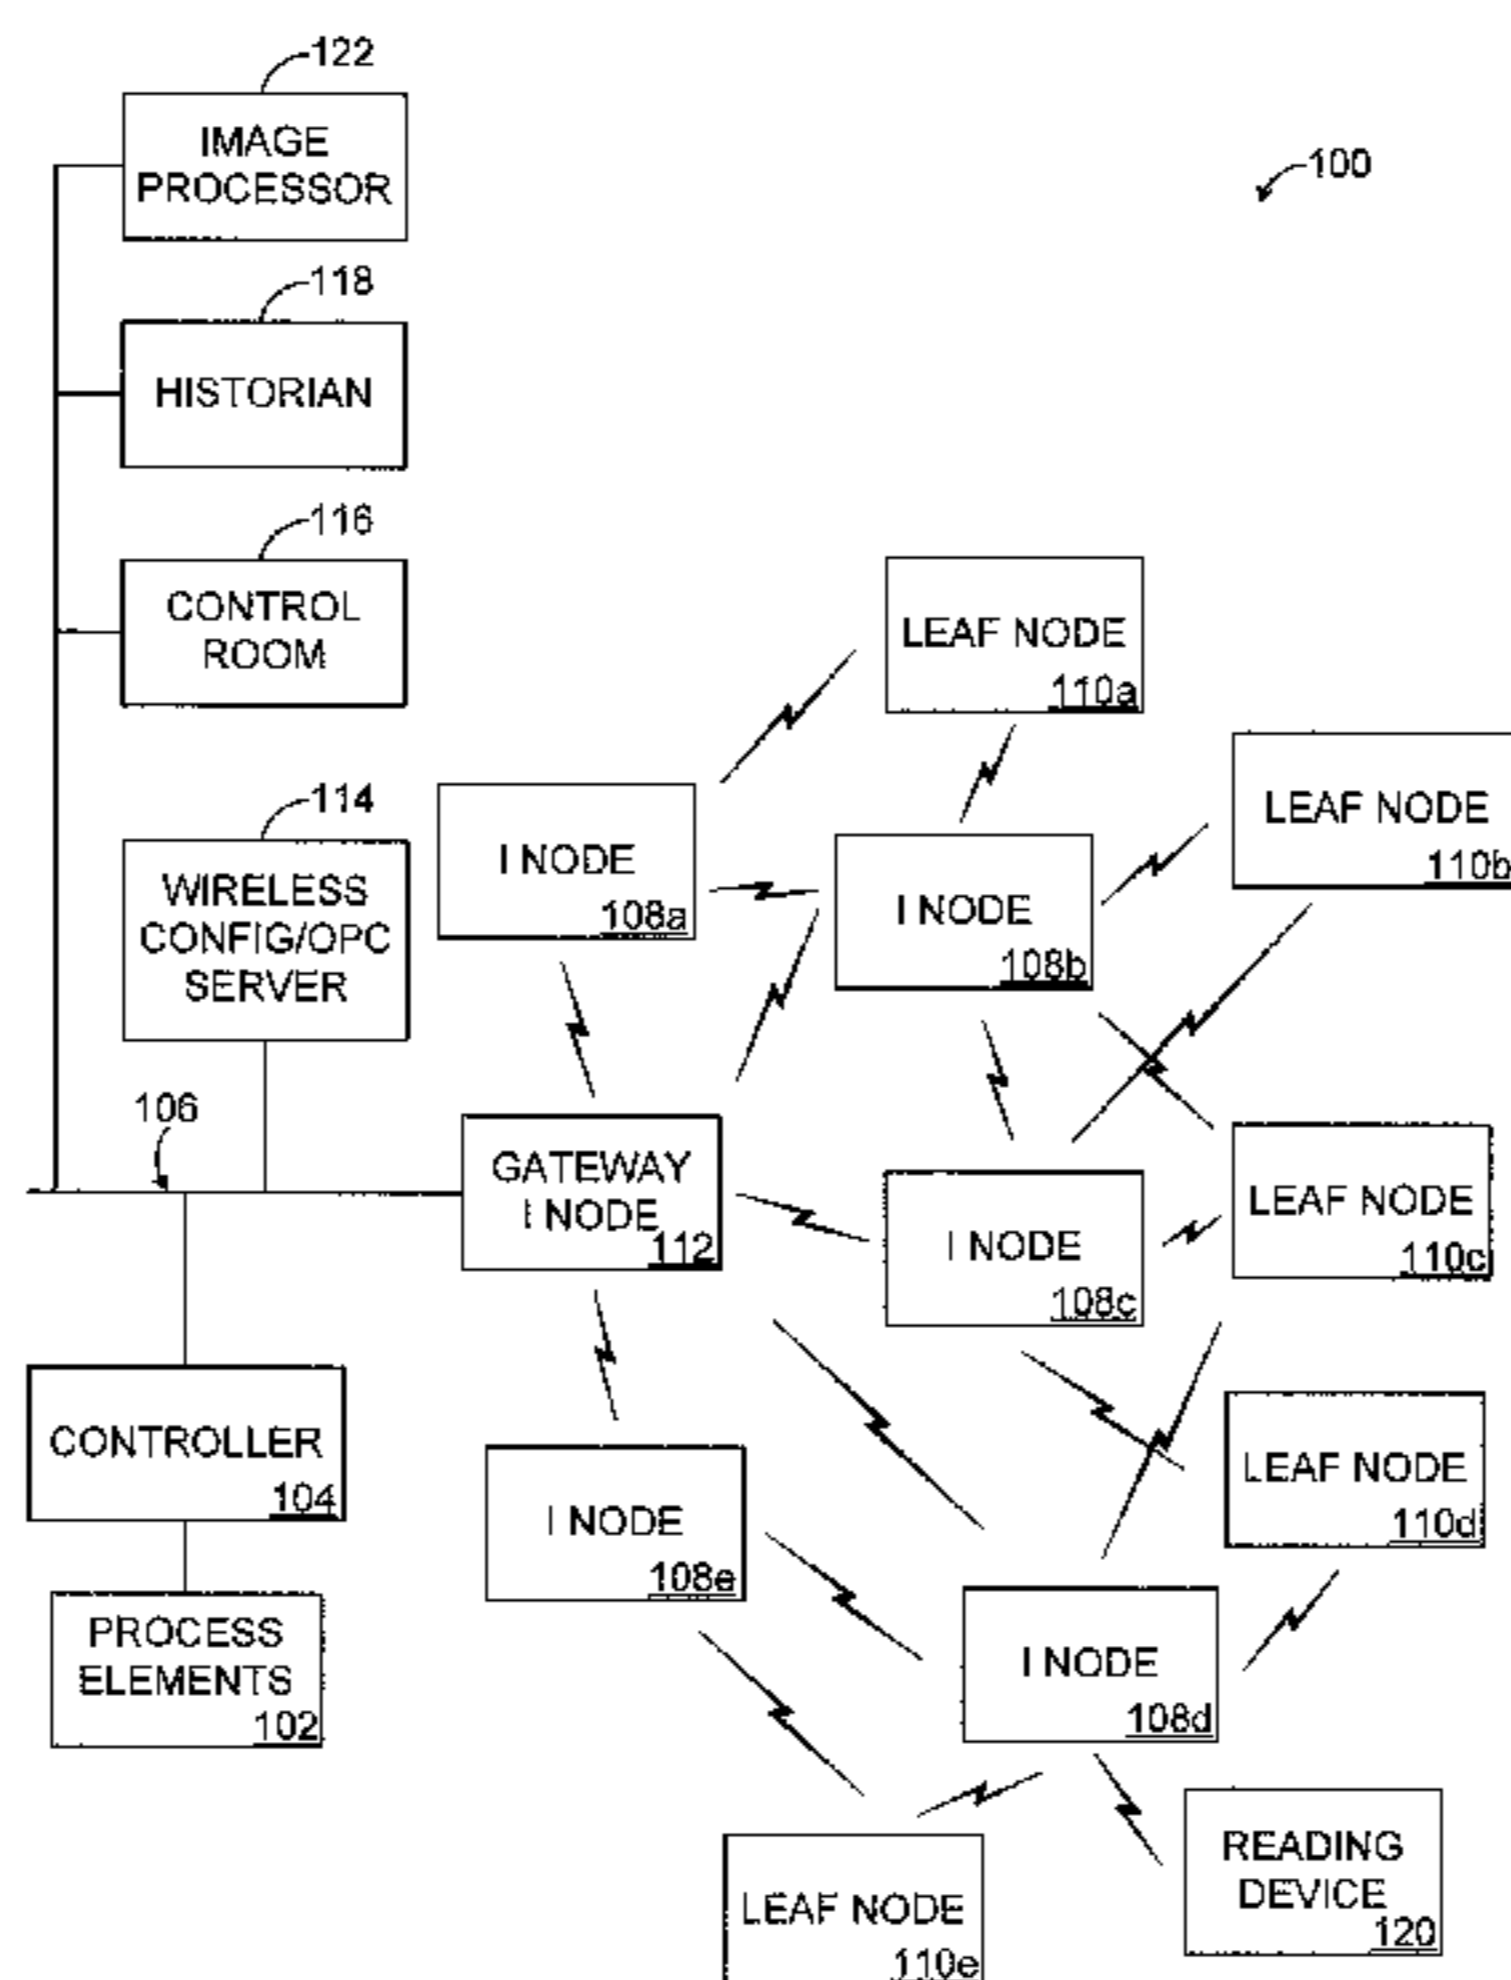 122
IMAGE
PROCESSOR
100
118
HISTORIAN
116
CONTROL
ROOM
LEAF NODE
110a
114
WIRELESS
CONFIG/OPC
SERVER
I NODE
108a
I NODE
108b
LEAF NODE
110b
106
GATEWAY
I NODE
112
I NODE
108c
LEAF NODE
110c
CONTROLLER
104
I NODE
108e
LEAF NODE
110d
PROCESS
ELEMENTS
102
I NODE
108d
LEAF NODE
110e
READING
DEVICE
120